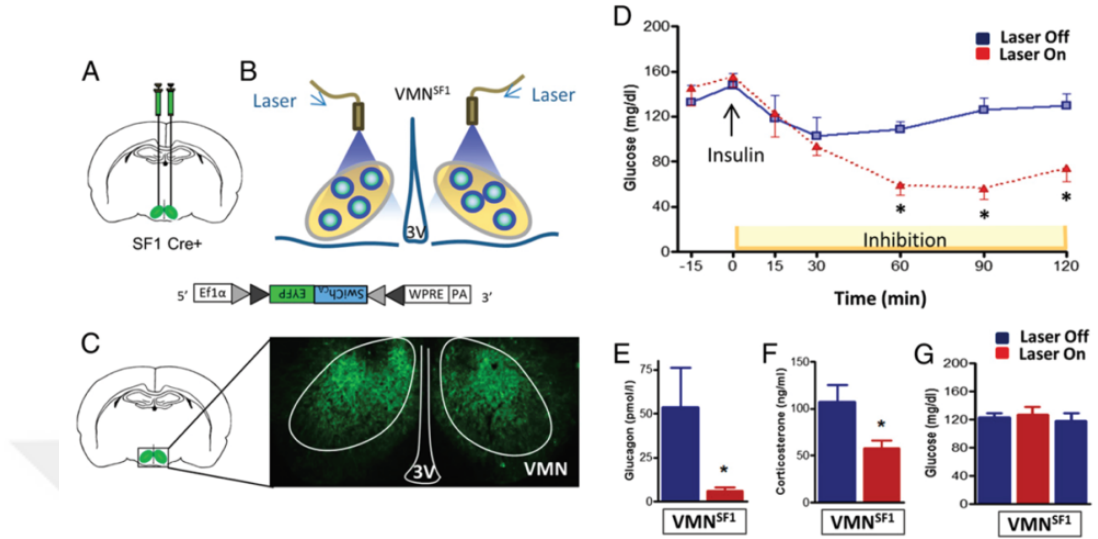 A
SF1 Cre+
B
Laser
VMN^SF1
Laser
3V
5′ Ef1α EYFP SwiCh_CA WPRE PA 3′
C
3V
VMN
D
Laser Off
Laser On
Glucose (mg/dl)
200
160
120
80
40
0
Insulin
* * *
Inhibition
-15 0 15 30 60 90 120
Time (min)
E
Glucagon (pmol/l)
75
50
25
0
*
VMN^SF1
F
Corticosterone (ng/ml)
150
100
50
0
*
VMN^SF1
G
Laser Off
Laser On
Glucose (mg/dl)
200
160
120
80
40
0
VMN^SF1